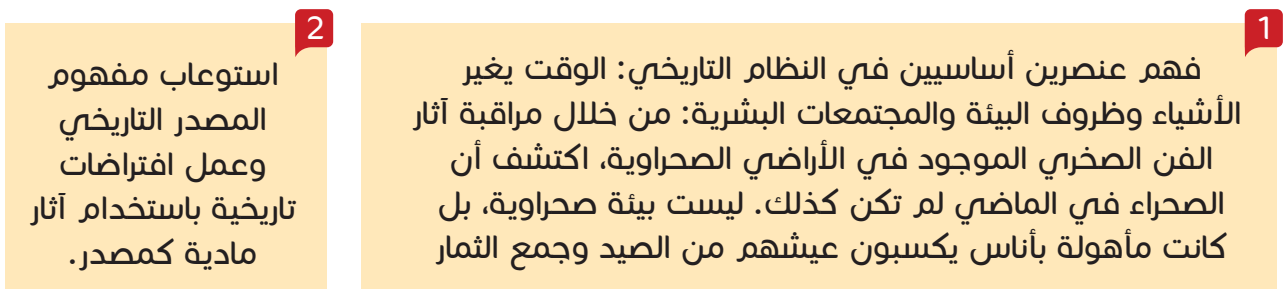 1
فهم عنصرين أساسيين في النظام التاريخي: الوقت يغير
الأشياء وظروف البيئة والمجتمعات البشرية: من خلال مراقبة آثار
الفن الصخري الموجود في الأراضي الصحراوية، اكتشف أن
الصحراء في الماضي لم تكن كذلك. ليست بيئة صحراوية، بل
كانت مأهولة بأناس يكسبون عيشهم من الصيد وجمع الثمار
2
استوعاب مفهوم
المصدر التاريخي
وعمل افتراضات
تاريخية باستخدام آثار
مادية كمصدر.